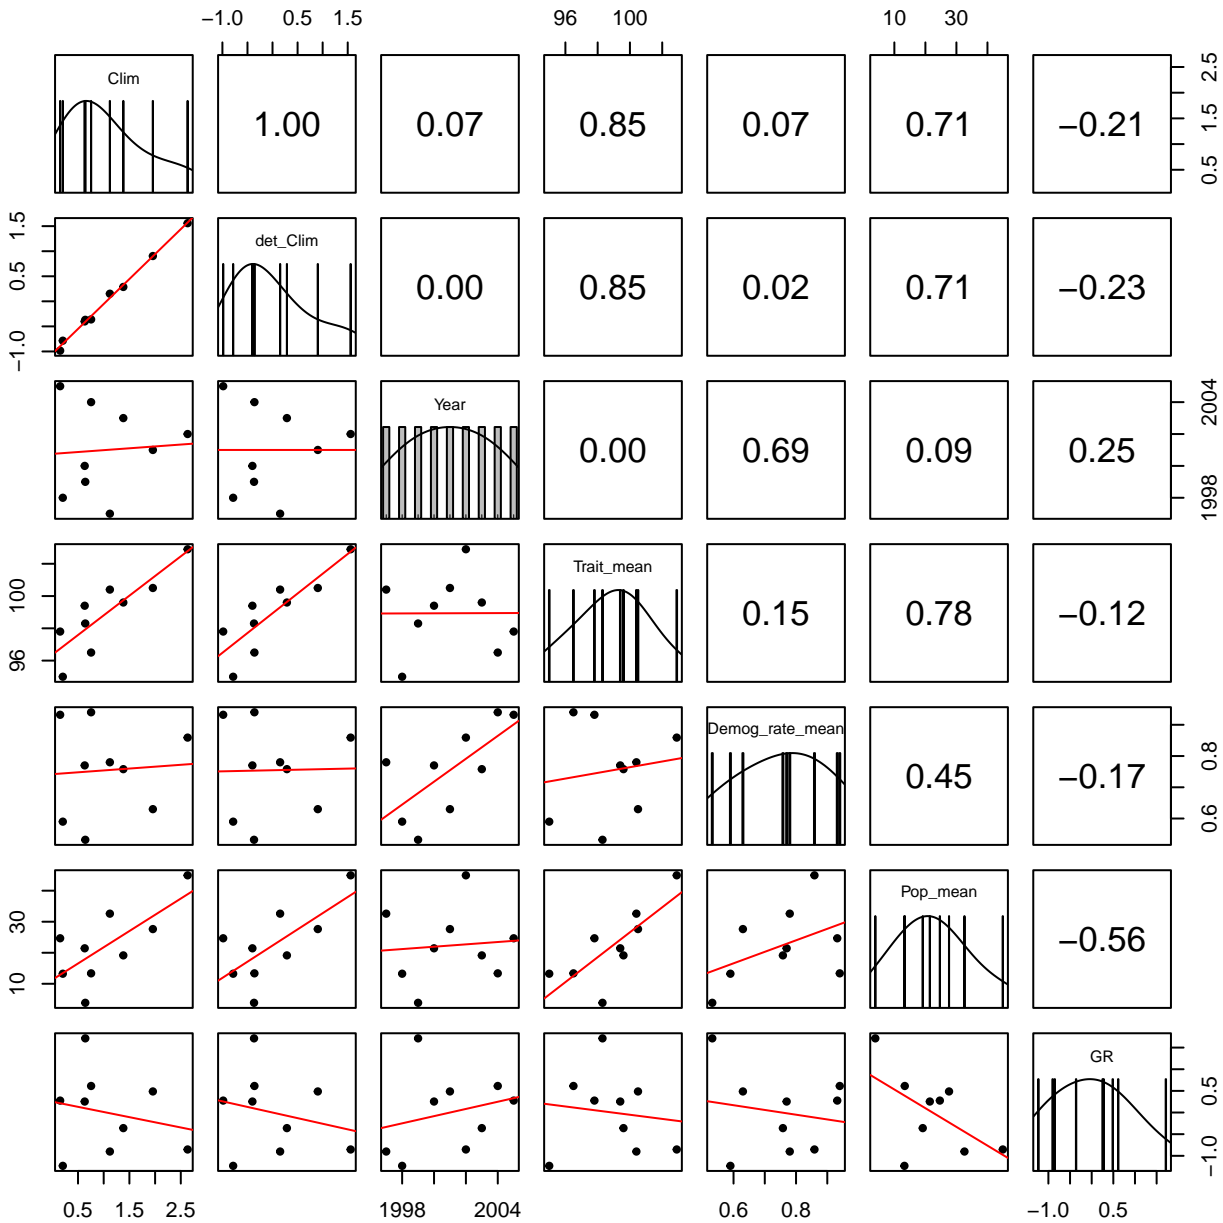 −1.0 0.5 1.5 96 100 10 30
Clim 1.00 0.07 0.85 0.07 0.71 −0.21
0.5 1.5 2.5
det_Clim 0.00 0.85 0.02 0.71 −0.23
−1.0 0.5 1.5
Year 0.00 0.69 0.09 0.25
1998 2004
Trait_mean 0.15 0.78 −0.12
96 100
Demog_rate_mean 0.45 −0.17
0.6 0.8
Pop_mean −0.56
10 30
GR
−1.0 0.5
0.5 1.5 2.5 1998 2004 0.6 0.8 −1.0 0.5